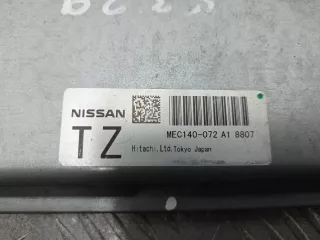 NISSAN
TZ
MEC140-072 A1 8807
Hitachi,Ltd.Tokyo Japan